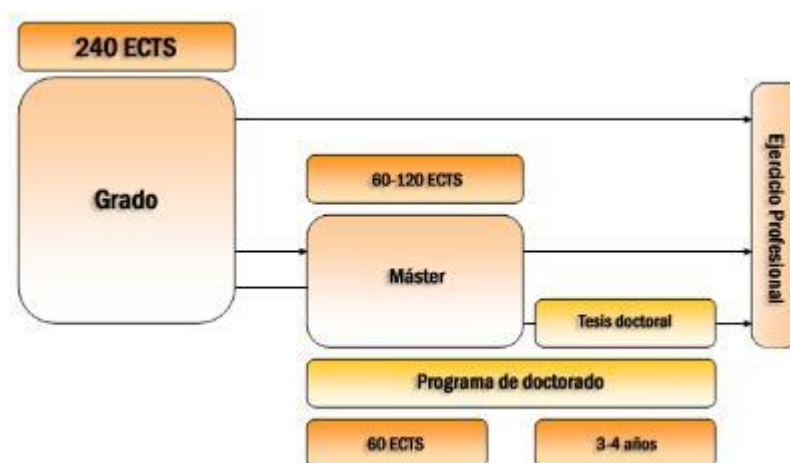 240 ECTS
Grado
60-120 ECTS
Máster
Ejercicio Profesional
Tesis doctoral
Programa de doctorado
60 ECTS
3-4 años